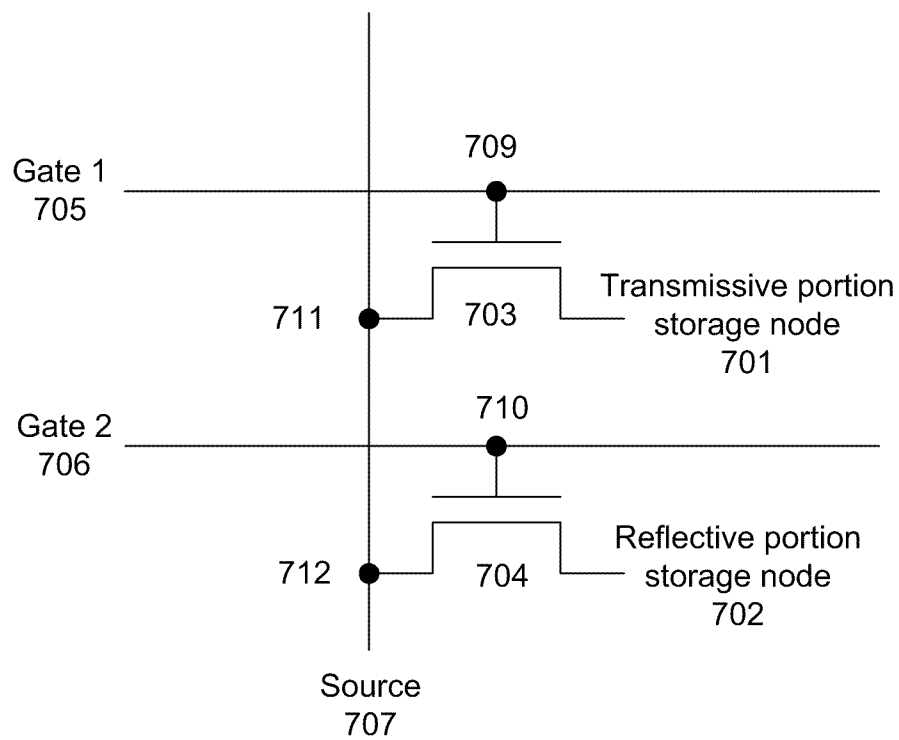 709
Gate 1
705
Transmissive portion
storage node
701
711
703
710
Gate 2
706
Reflective portion
storage node
702
712
704
Source
707